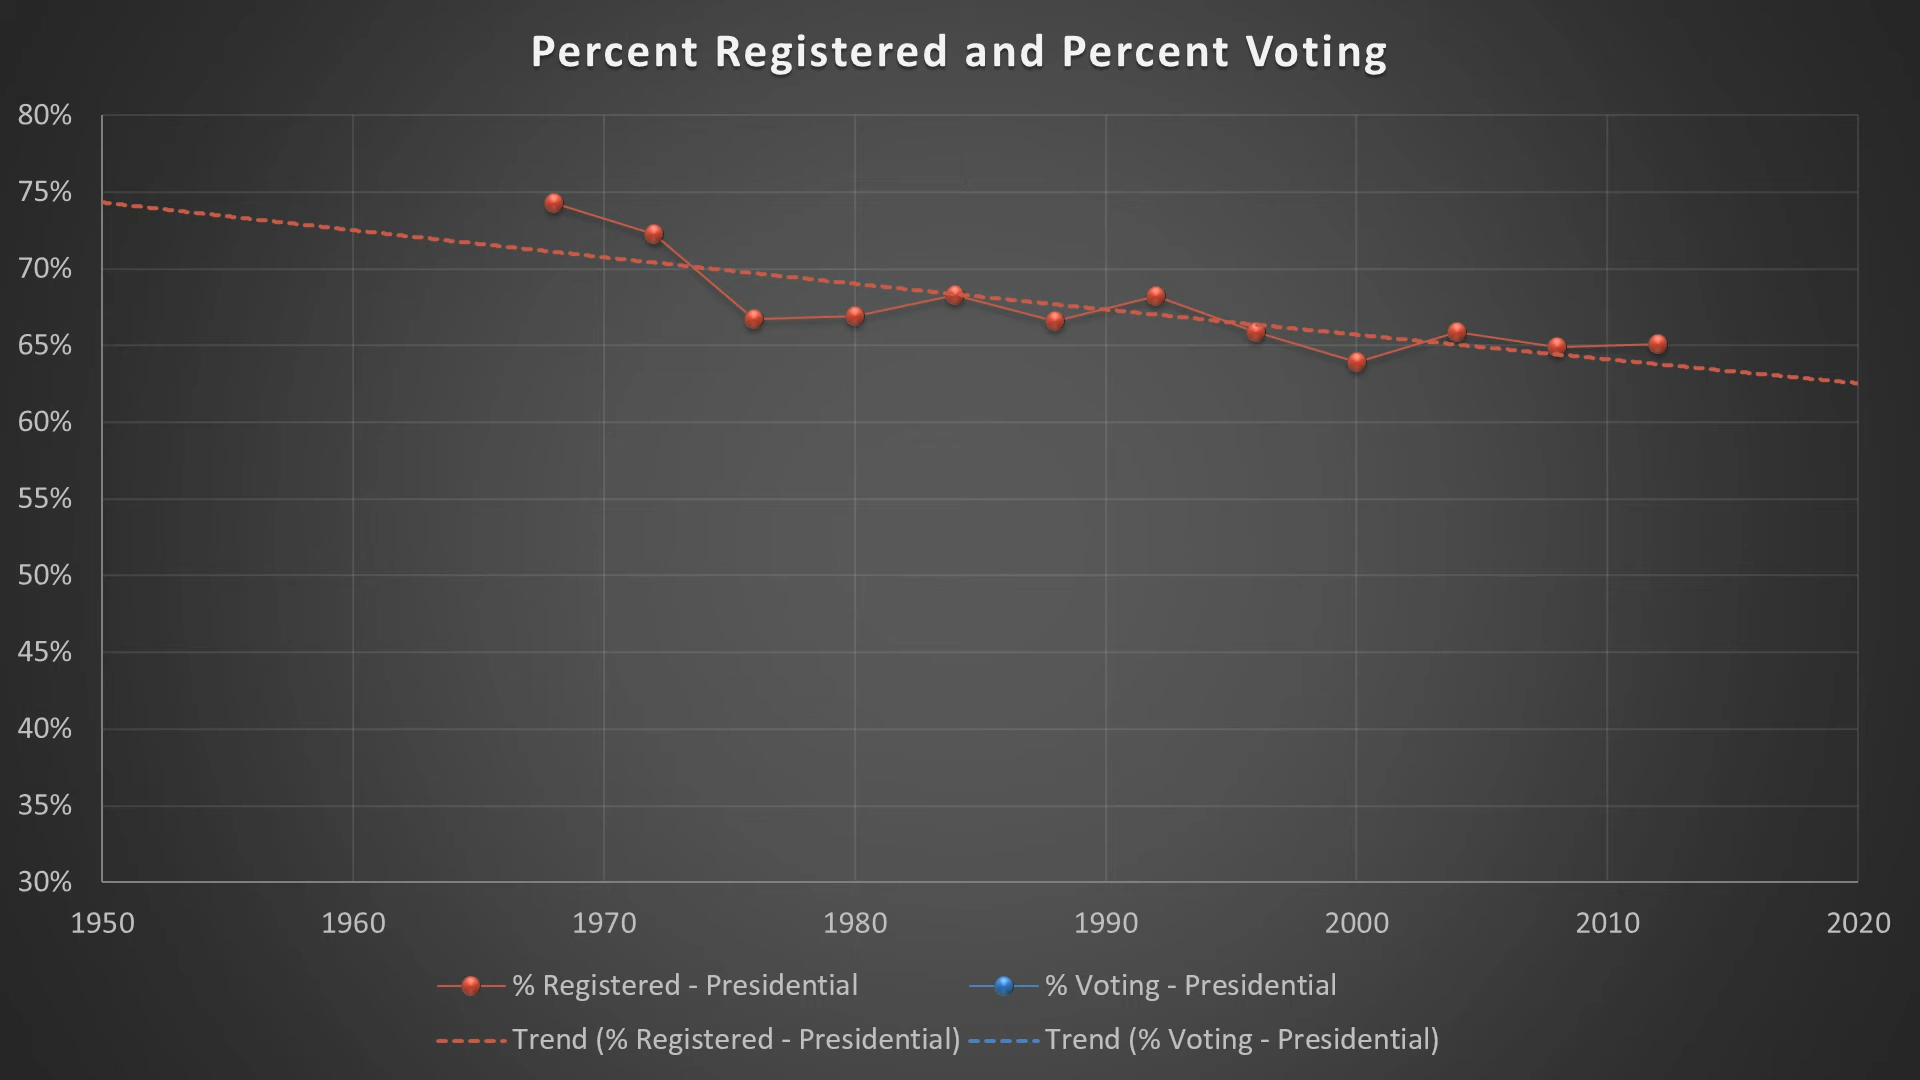 Percent Registered and Percent Voting
80%
75%
70%
65%
60%
55%
50%
45%
40%
35%
30%
1950 1960 1970 1980 1990 2000 2010 2020
% Registered - Presidential % Voting - Presidential
Trend (% Registered - Presidential) Trend (% Voting - Presidential)